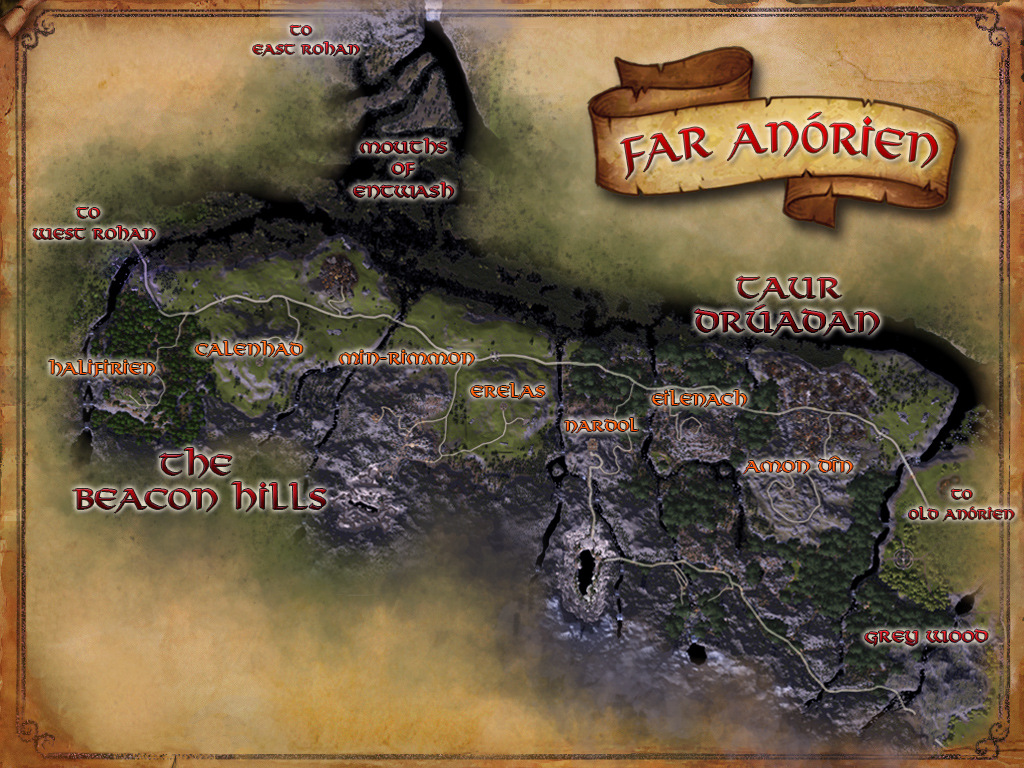 TO
EAST ROHAN
FAR ANÓRIEN
MOUTHS
OF
ENTWASH
TO
WEST ROHAN
TAUR
DRÚADAN
HALIFIRIEN
CALENHAD
MIN-RIMMON
ERELAS
EILENACH
NARDOL
AMON DÎN
THE
BEACON HILLS
TO
OLD ANÓRIEN
GREY WOOD